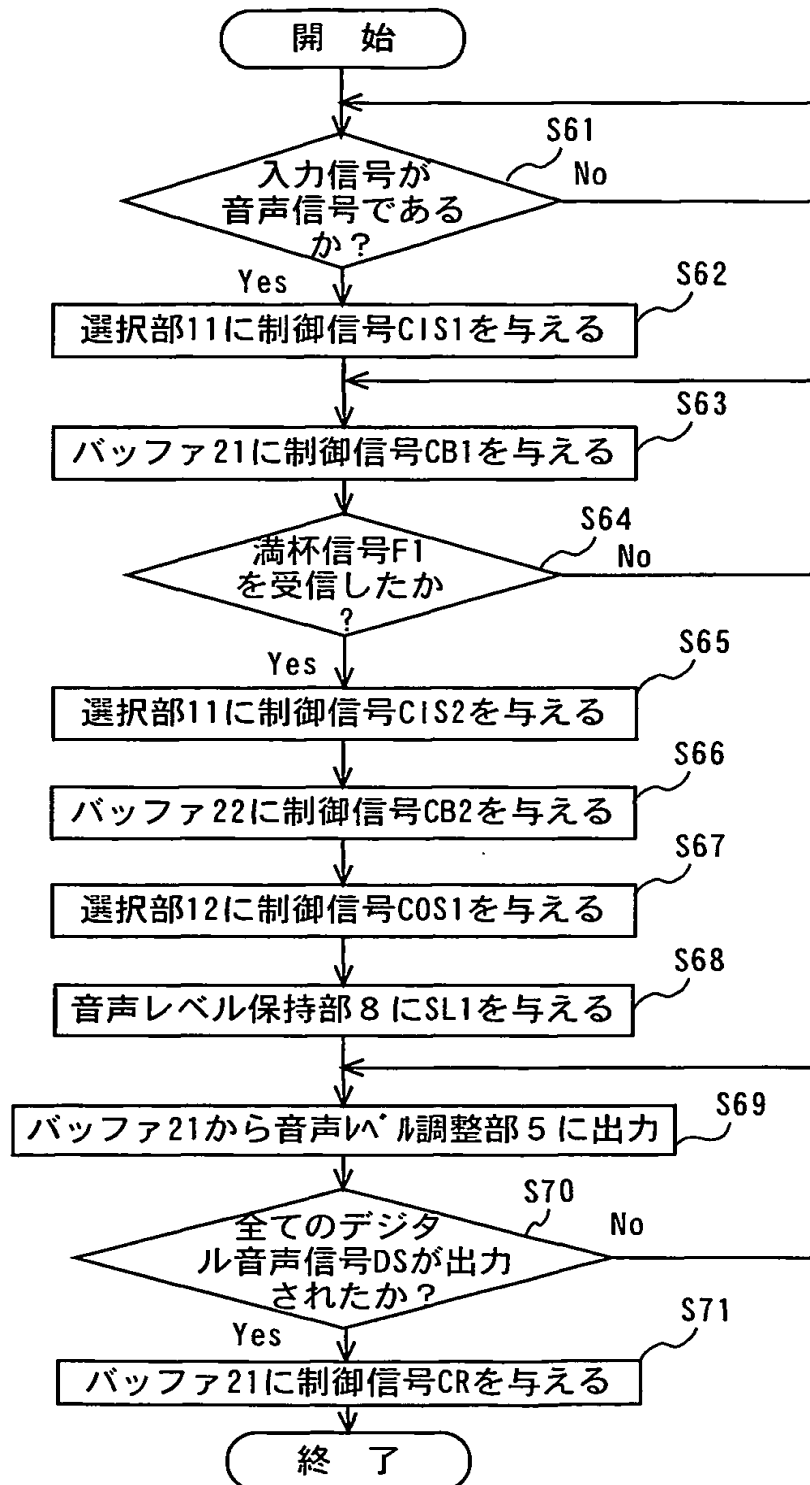 開　始
S61
入力信号が
音声信号である
か？
No
Yes
S62
選択部11に制御信号CIS1を与える
S63
バッファ21に制御信号CB1を与える
S64
満杯信号F1
を受信したか
?
No
Yes
S65
選択部11に制御信号CIS2を与える
S66
バッファ22に制御信号CB2を与える
S67
選択部12に制御信号COS1を与える
S68
音声レベル保持部８にSL1を与える
S69
バッファ21から音声ﾚﾍﾞﾙ調整部５に出力
S70
全てのデジタ
ル音声信号DSが出力
されたか？
No
Yes
S71
バッファ21に制御信号CRを与える
終　了